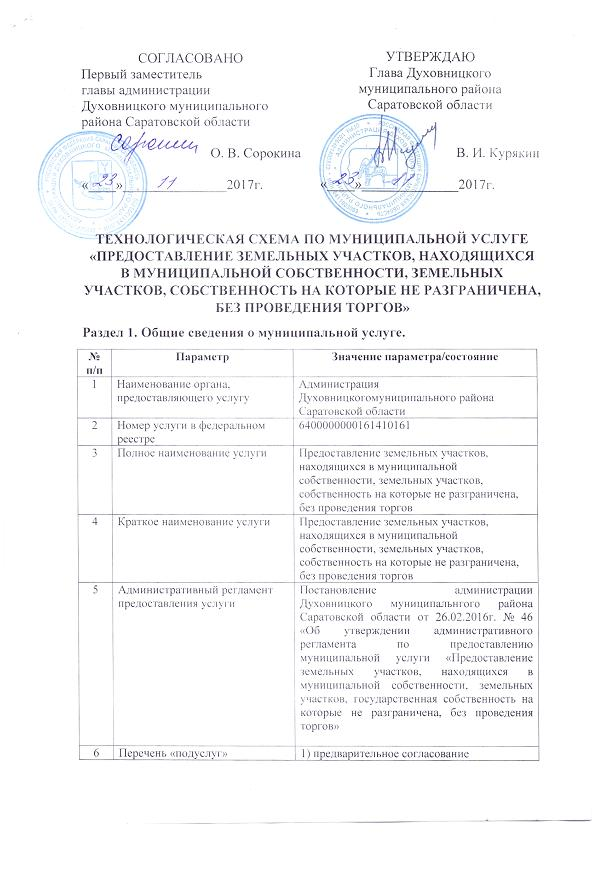 СОГЛАСОВАНО
Первый заместитель
главы администрации
Духовницкого муниципального
района Саратовской области
О. В. Сорокина
«23» 11 2017г.
УТВЕРЖДАЮ
Глава Духовницкого
муниципального района
Саратовской области
В. И. Курякин
«23» 11 2017г.
ТЕХНОЛОГИЧЕСКАЯ СХЕМА ПО МУНИЦИПАЛЬНОЙ УСЛУГЕ
«ПРЕДОСТАВЛЕНИЕ ЗЕМЕЛЬНЫХ УЧАСТКОВ, НАХОДЯЩИХСЯ
В МУНИЦИПАЛЬНОЙ СОБСТВЕННОСТИ, ЗЕМЕЛЬНЫХ
УЧАСТКОВ, СОБСТВЕННОСТЬ НА КОТОРЫЕ НЕ РАЗГРАНИЧЕНА,
БЕЗ ПРОВЕДЕНИЯ ТОРГОВ»
Раздел 1. Общие сведения о муниципальной услуге.
№ Параметр Значение параметра/состояние
п/п
1 Наименование органа, Администрация
предоставляющего услугу Духовницкогомуниципального района
Саратовской области
2 Номер услуги в федеральном 6400000000161410161
реестре
3 Полное наименование услуги Предоставление земельных участков,
находящихся в муниципальной
собственности, земельных участков,
собственность на которые не разграничена,
без проведения торгов
4 Краткое наименование услуги Предоставление земельных участков,
находящихся в муниципальной
собственности, земельных участков,
собственность на которые не разграничена,
без проведения торгов
5 Административный регламент Постановление администрации
предоставления услуги Духовницкого муниципальнгого района
Саратовской области от 26.02.2016г. № 46
«Об утверждении административного
регламента по предоставлению
муниципальной услуги «Предоставление
земельных участков, находящихся в
муниципальной собственности, земельных
участков, государственная собственность на
которые не разграничена, без проведения
торгов»
6 Перечень «подуслуг» 1) предварительное согласование